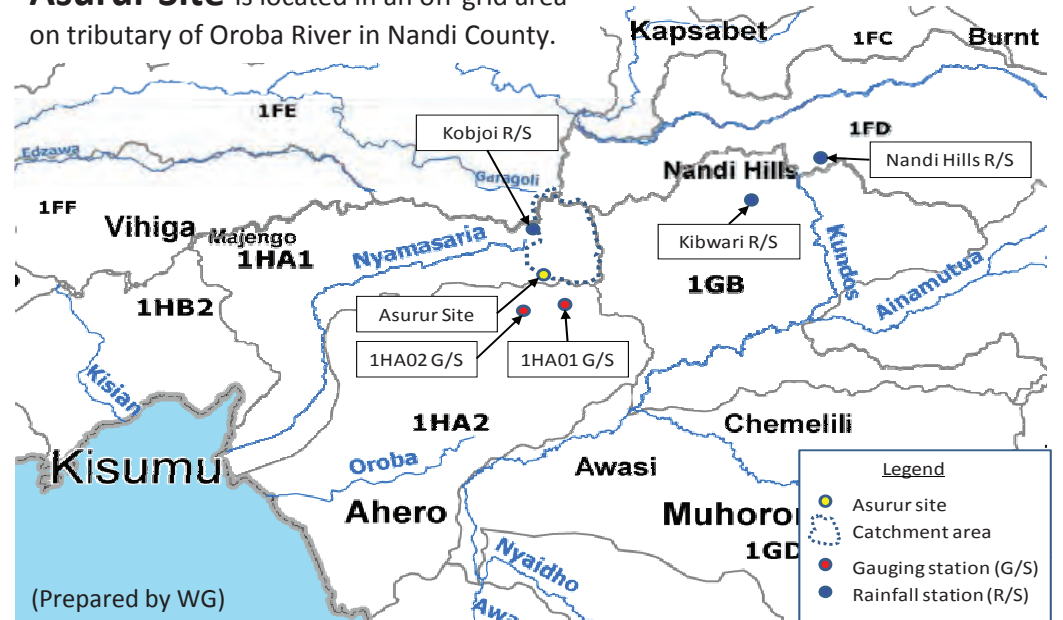 Asurur Site is located in an off-grid area
on tributary of Oroba River in Nandi County.
Kapsabet
1FC
Burnt
1FE
Kobjoi R/S
1FD
Edzawa
Nandi Hills
Nandi Hills R/S
Garagoli
1FF
Vihiga
Majengo
Nyamasaria
Kibwari R/S
Kundos
1HA1
1GB
Ainamutua
1HB2
Asurur Site
1HA02 G/S
1HA01 G/S
Kisian
1HA2
Chemelili
Kisumu
Oroba
Awasi
Ahero
Muhoro
1GD
Nyaidho
Awa
Legend
Asurur site
Catchment area
Gauging station (G/S)
Rainfall station (R/S)
(Prepared by WG)